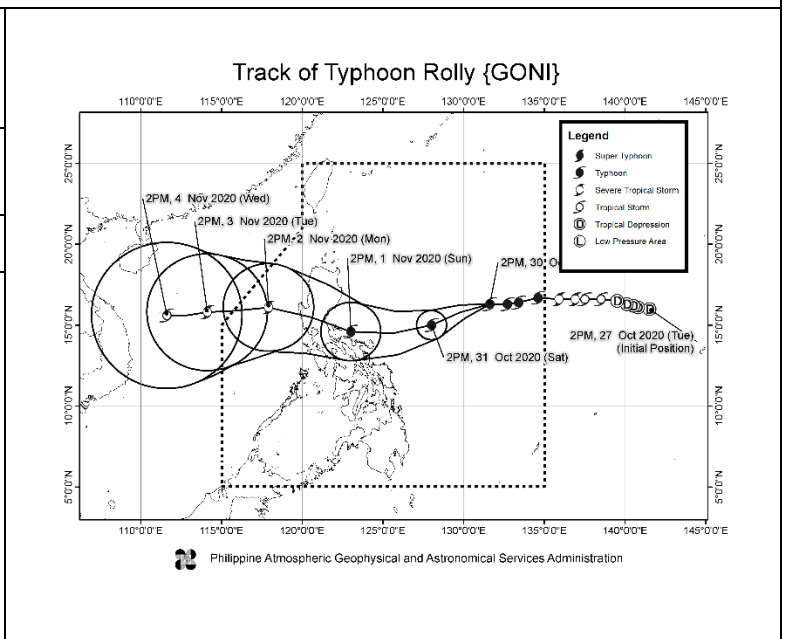 Track of Typhoon Rolly {GONI}
110°0'0"E 115°0'0"E 120°0'0"E 125°0'0"E 130°0'0"E 135°0'0"E 140°0'0"E 145°0'0"E
25°0'0"N
25°0'0"N
Legend
Super Typhoon
Typhoon
Severe Tropical Storm
Tropical Storm
D Tropical Depression
L Low Pressure Area
2PM, 4 Nov 2020 (Wed)
2PM, 3 Nov 2020 (Tue)
2PM, 2 Nov 2020 (Mon)
2PM, 1 Nov 2020 (Sun)
2PM, 30
20°0'0"N
20°0'0"N
15°0'0"N
15°0'0"N
2PM, 31 Oct 2020 (Sat)
2PM, 27 Oct 2020 (Tue)
(Initial Position)
10°0'0"N
10°0'0"N
5°0'0"N
5°0'0"N
110°0'0"E 115°0'0"E 120°0'0"E 125°0'0"E 130°0'0"E 135°0'0"E 140°0'0"E 145°0'0"E
Philippine Atmospheric Geophysical and Astronomical Services Administration